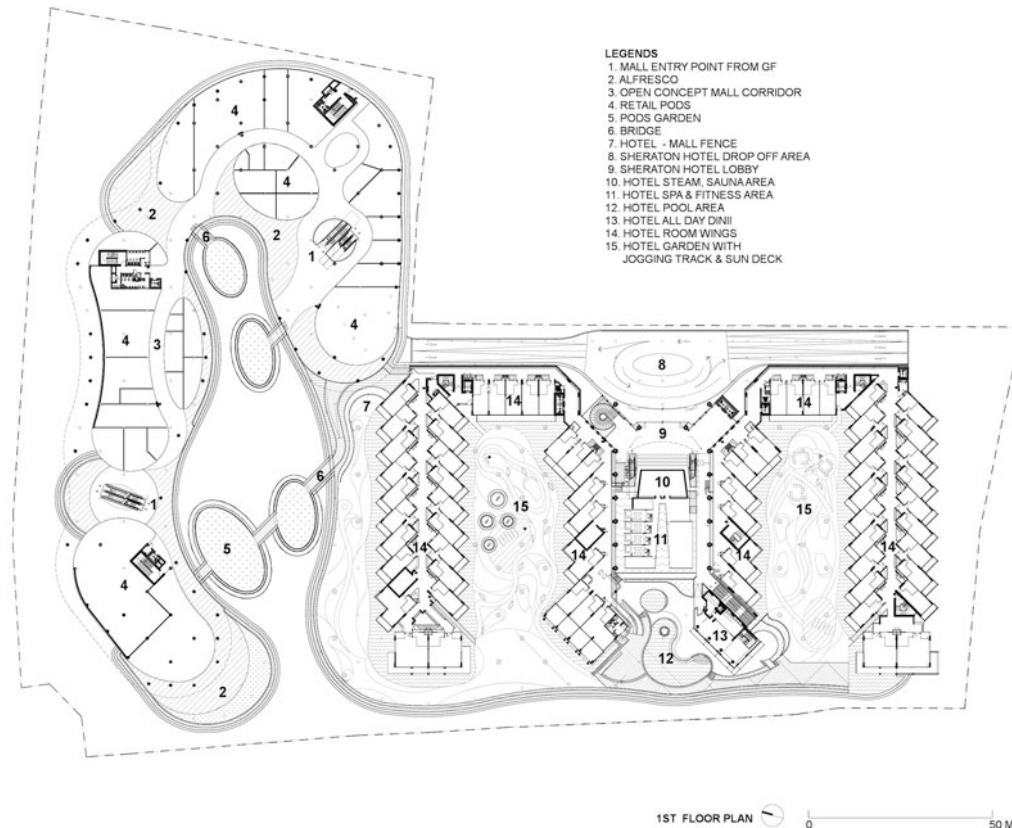 LEGENDS
1. MALL ENTRY POINT FROM GF
2. ALFRESCO
3. OPEN CONCEPT MALL CORRIDOR
4. RETAIL PODS
5. PODS GARDEN
6. BRIDGE
7. HOTEL - MALL FENCE
8. SHERATON HOTEL DROP OFF AREA
9. SHERATON HOTEL LOBBY
10. HOTEL STEAM, SAUNA AREA
11. HOTEL SPA & FITNESS AREA
12. HOTEL POOL AREA
13. HOTEL ALL DAY DINII
14. HOTEL ROOM WINGS
15. HOTEL GARDEN WITH
JOGGING TRACK & SUN DECK
4
4
2
6
2
1
4
4
3
8
7
14
14
9
10
6
15
15
1
11
14
14
14
14
5
4
13
12
2
1ST FLOOR PLAN
0
50 M